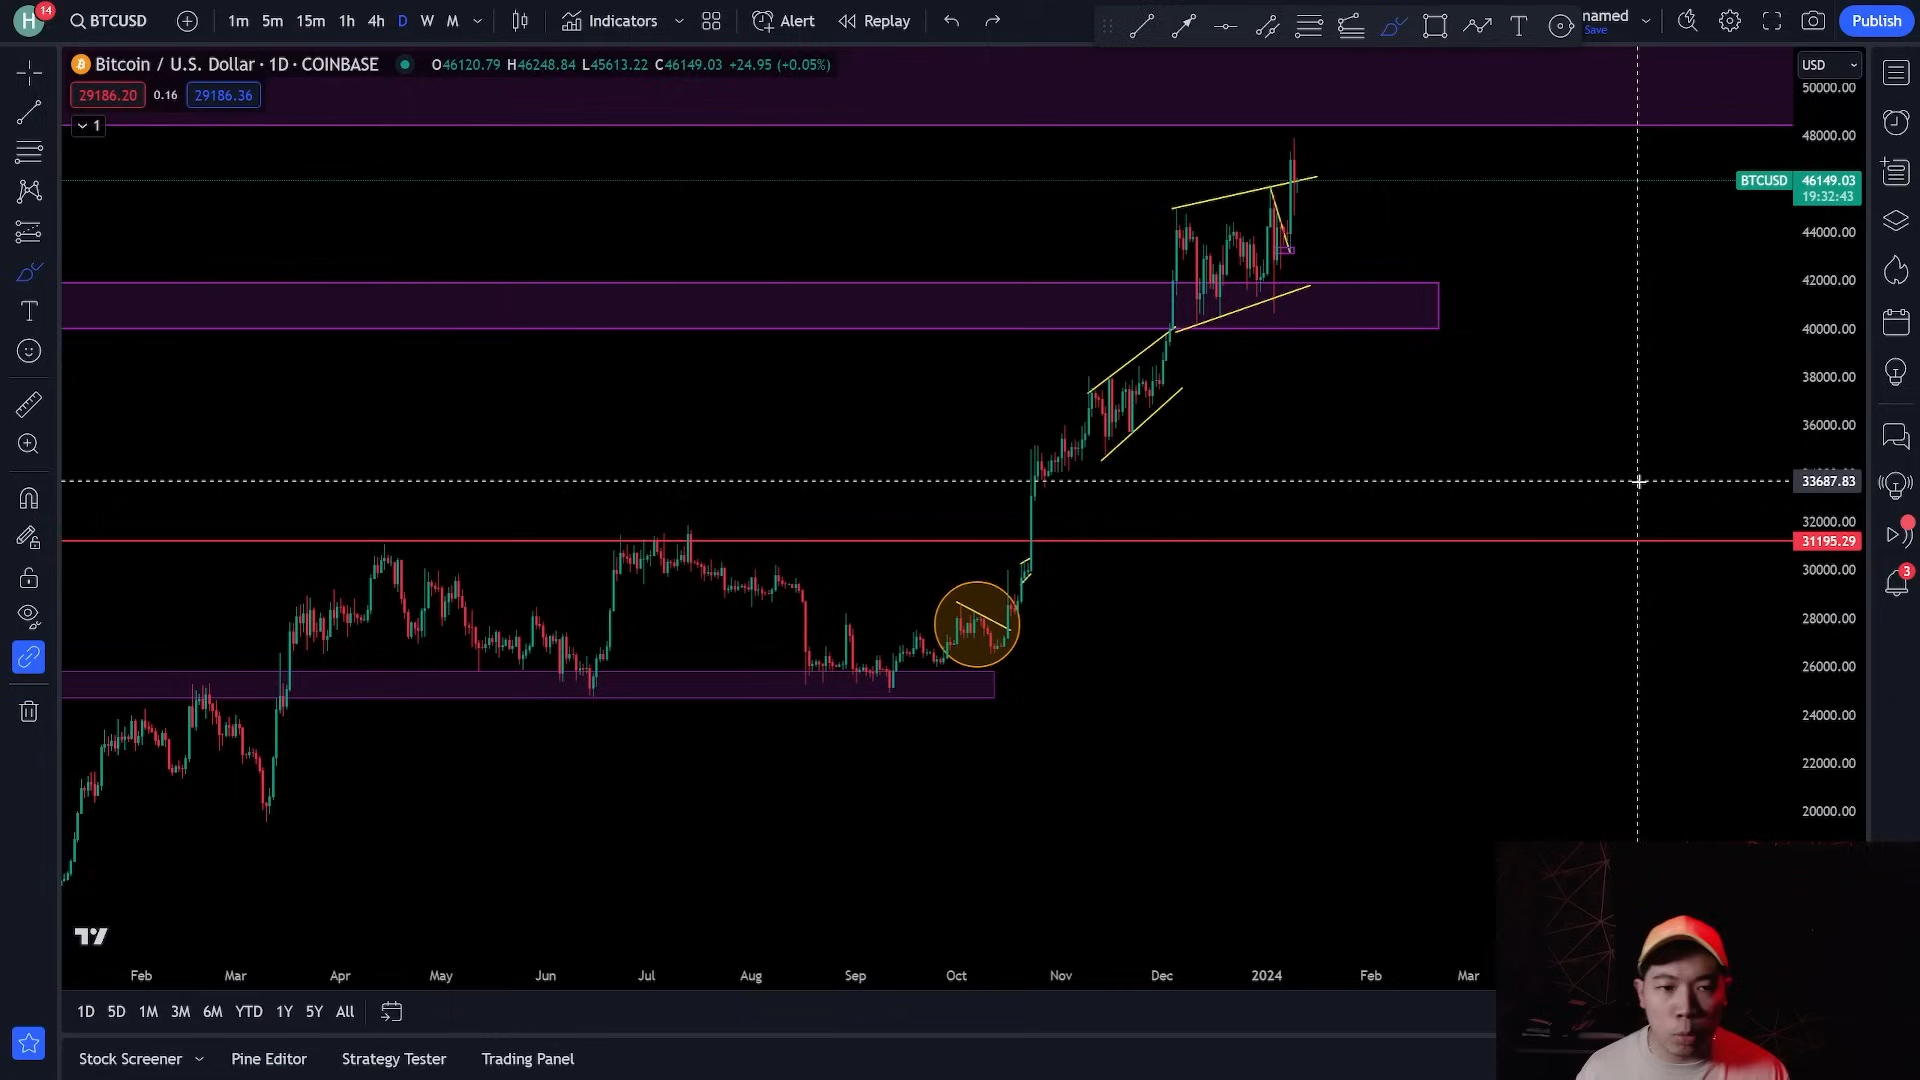 H 14 BTCUSD 1m 5m 15m 1h 4h D W M Indicators Alert Replay named Save Publish
Bitcoin / U.S. Dollar · 1D · COINBASE O46120.79 H46248.84 L45613.22 C46149.03 +24.95 (+0.05%) USD
50000.00
29186.20 0.16 29186.36
1
48000.00
BTCUSD 46149.03
19:32:43
44000.00
42000.00
40000.00
38000.00
36000.00
33687.83
32000.00
31195.29
30000.00
3
28000.00
26000.00
24000.00
22000.00
20000.00
Feb Mar Apr May Jun Jul Aug Sep Oct Nov Dec 2024 Feb Mar
1D 5D 1M 3M 6M YTD 1Y 5Y All
Stock Screener Pine Editor Strategy Tester Trading Panel